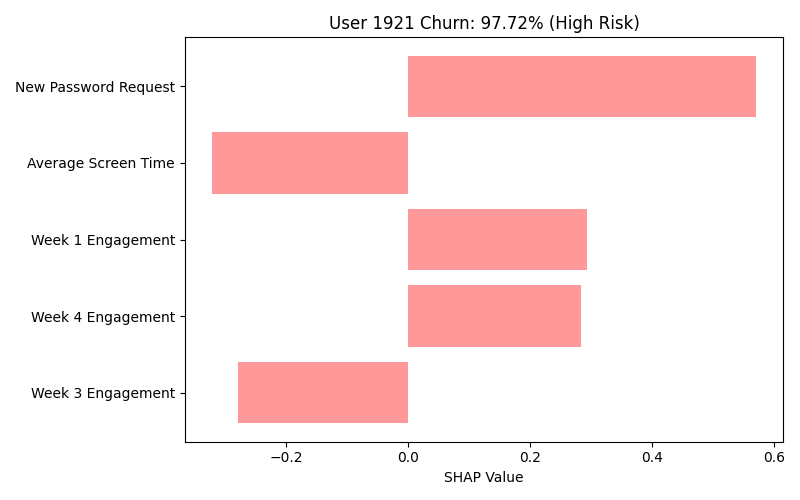 User 1921 Churn: 97.72% (High Risk)
New Password Request
Average Screen Time
Week 1 Engagement
Week 4 Engagement
Week 3 Engagement
−0.2 0.0 0.2 0.4 0.6
SHAP Value